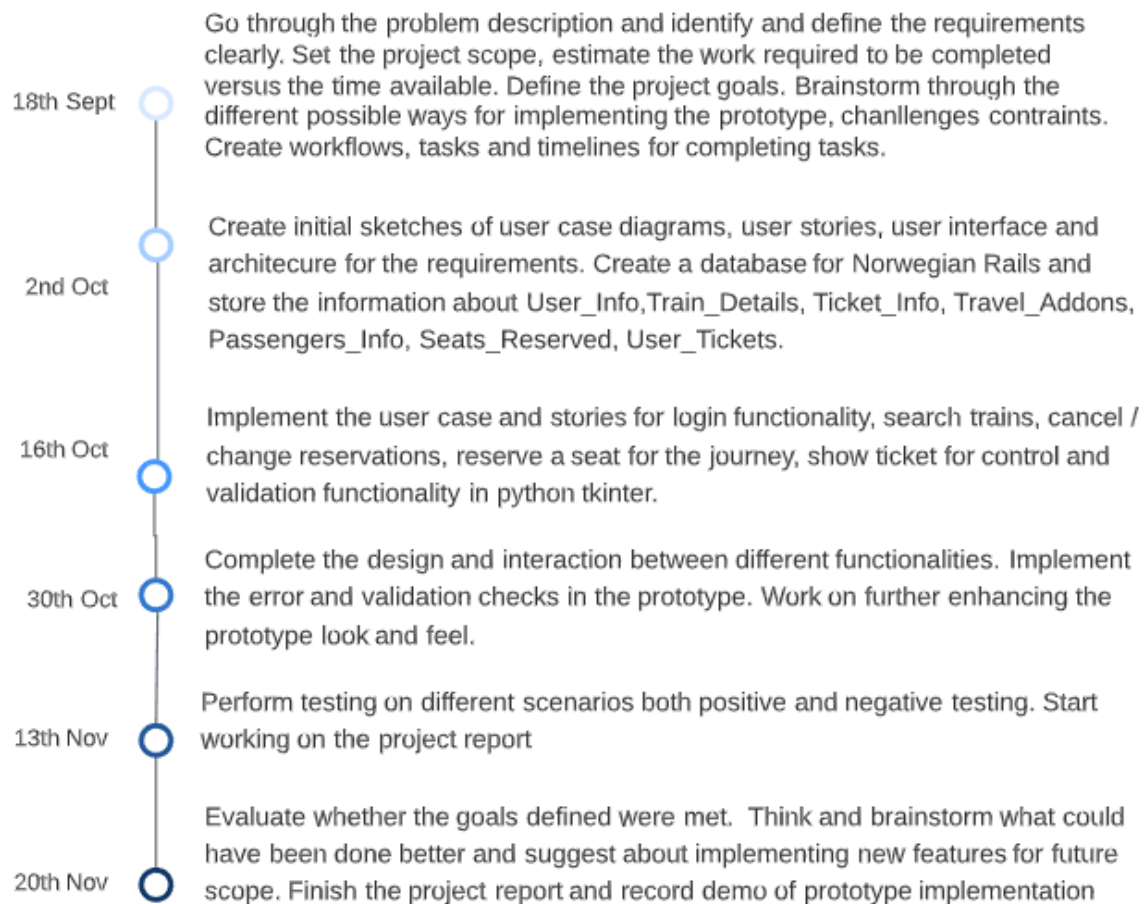 Go through the problem description and identify and define the requirements
clearly. Set the project scope, estimate the work required to be completed
18th Sept
versus the time available. Define the project goals. Brainstorm through the
different possible ways for implementing the prototype, chanllenges contraints.
Create workflows, tasks and timelines for completing tasks.
Create initial sketches of user case diagrams, user stories, user interface and
architecure for the requirements. Create a database for Norwegian Rails and
2nd Oct
store the information about User_Info,Train_Details, Ticket_Info, Travel_Addons,
Passengers_Info, Seats_Reserved, User_Tickets.
Implement the user case and stories for login functionality, search trains, cancel /
16th Oct
change reservations, reserve a seat for the journey, show ticket for control and
validation functionality in python tkinter.
Complete the design and interaction between different functionalities. Implement
30th Oct
the error and validation checks in the prototype. Work on further enhancing the
prototype look and feel.
Perform testing on different scenarios both positive and negative testing. Start
13th Nov
working on the project report
Evaluate whether the goals defined were met. Think and brainstorm what could
have been done better and suggest about implementing new features for future
20th Nov
scope. Finish the project report and record demo of prototype implementation